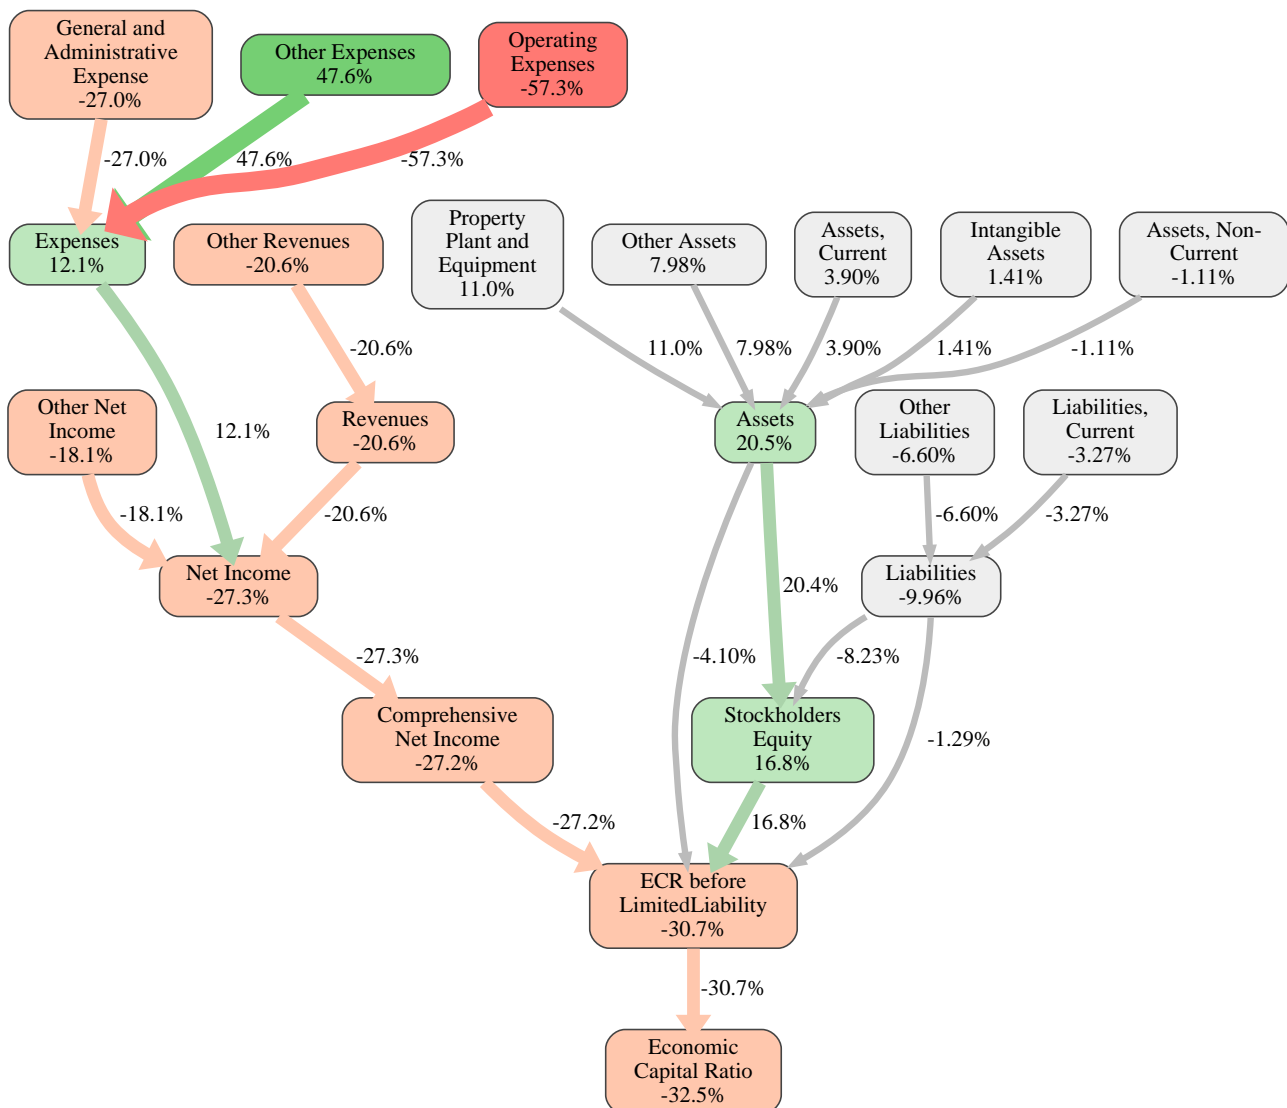 General and
Administrative
Expense
-27.0%
Other Expenses
47.6%
Operating
Expenses
-57.3%
-27.0%
47.6%
-57.3%
Expenses
12.1%
Other Revenues
-20.6%
Property
Plant and
Equipment
11.0%
Other Assets
7.98%
Assets,
Current
3.90%
Intangible
Assets
1.41%
Assets, Non-
Current
-1.11%
-20.6%
11.0%
7.98%
3.90%
1.41%
-1.11%
Other Net
Income
-18.1%
12.1%
Revenues
-20.6%
Assets
20.5%
Other
Liabilities
-6.60%
Liabilities,
Current
-3.27%
-18.1%
-20.6%
-6.60%
-3.27%
Net Income
-27.3%
20.4%
Liabilities
-9.96%
-27.3%
-4.10%
-8.23%
Comprehensive
Net Income
-27.2%
Stockholders
Equity
16.8%
-1.29%
-27.2%
16.8%
ECR before
LimitedLiability
-30.7%
-30.7%
Economic
Capital Ratio
-32.5%